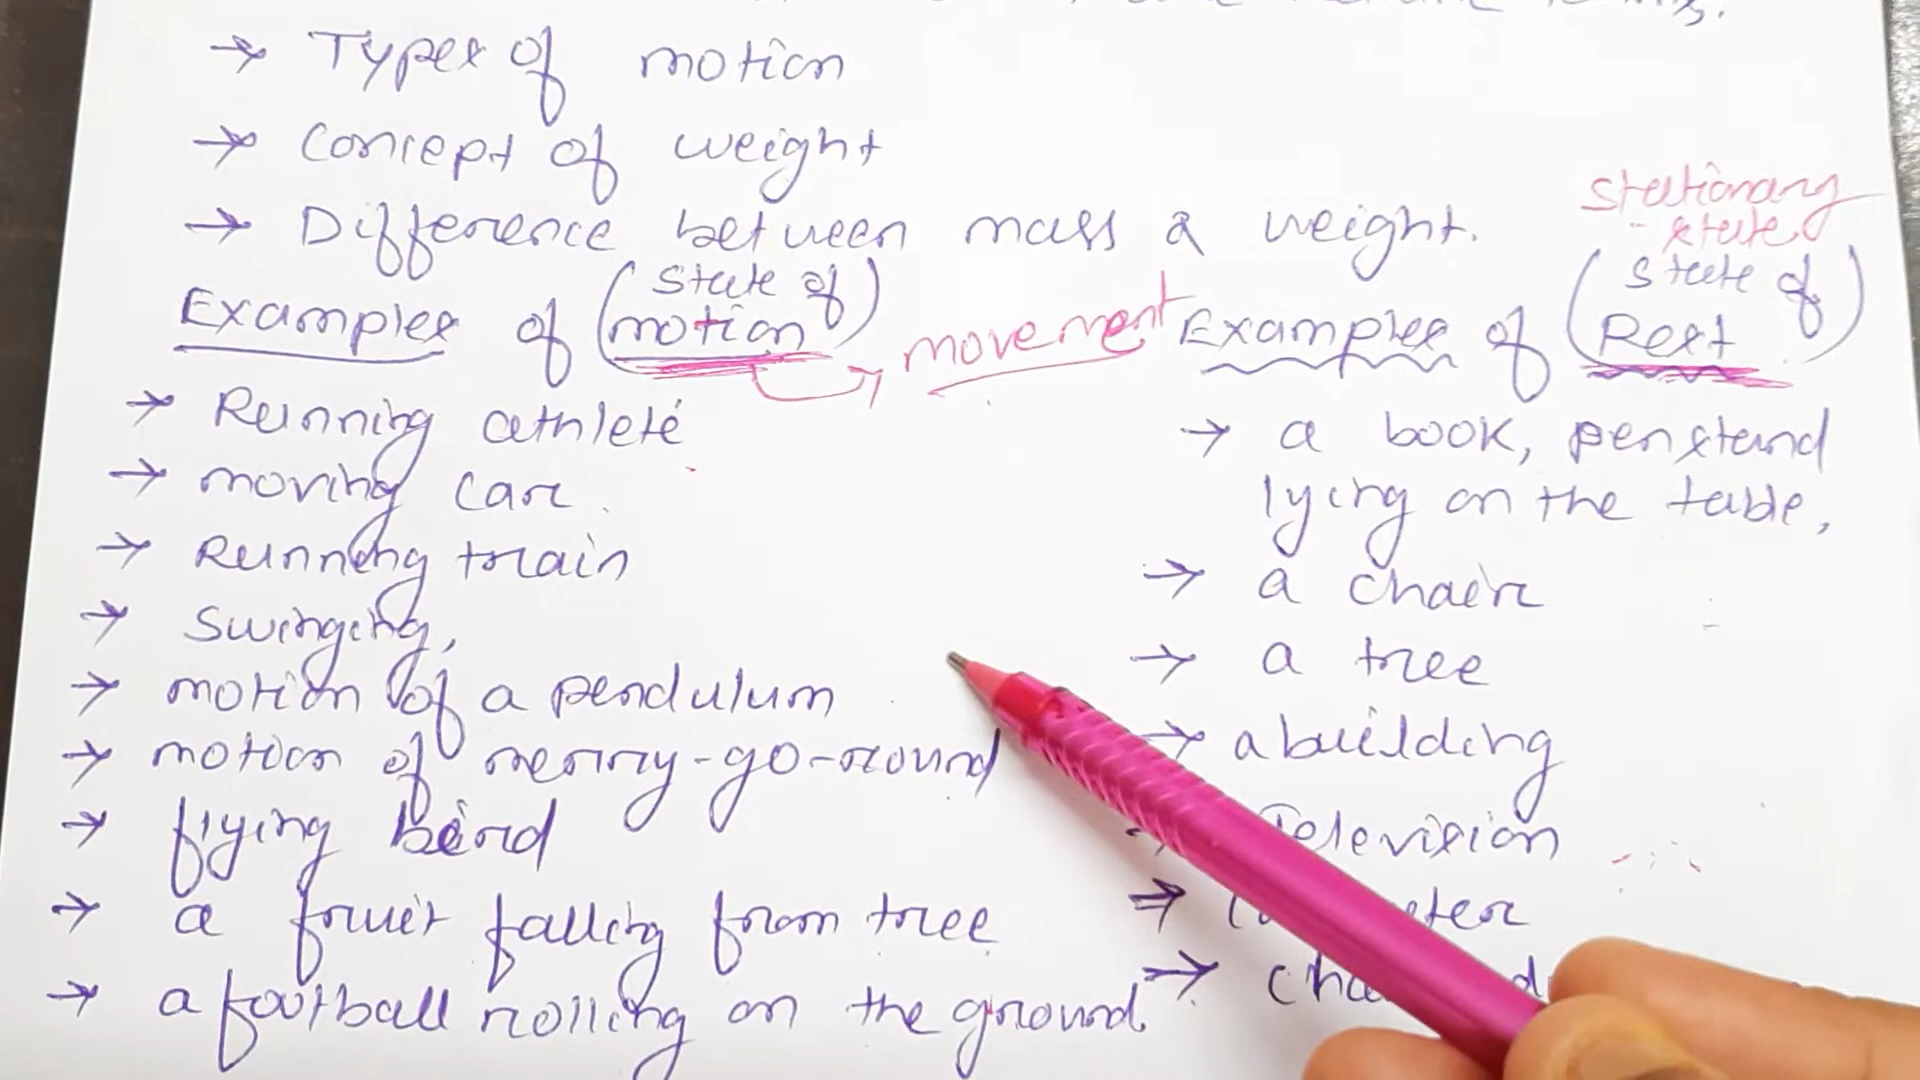 → Types of motion
→ Concept of weight
→ Difference between mass & weight.
Examples of (State of motion) → movement
→ Running athlete
→ moving car.
→ Running train
→ Swinging,
→ motion of a pendulum
→ motion of merry-go-round
→ flying bird
→ a fruit falling from tree
→ a football rolling on the ground.
Stationary
- state
Examples of (State of Rest)
→ a book, penstand
lying on the table,
→ a chair
→ a tree
→ a building
Television
→
→